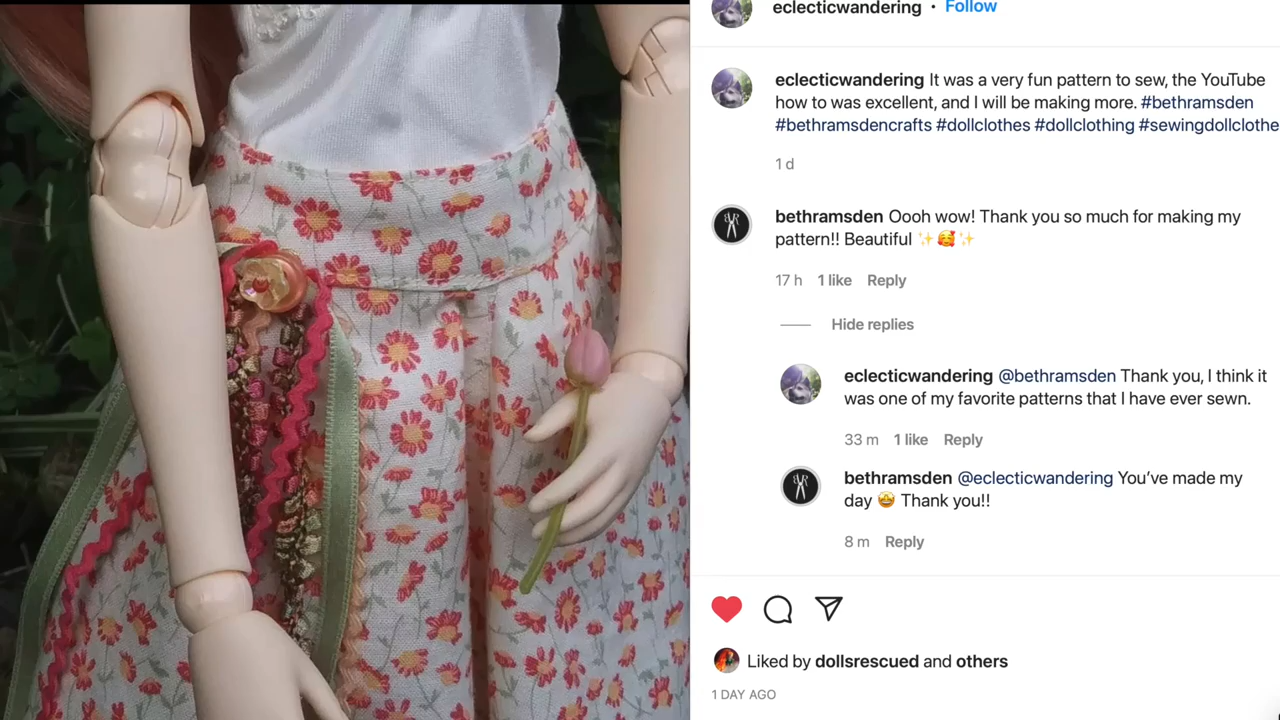 eclecticwandering • Follow
eclecticwandering It was a very fun pattern to sew, the YouTube
how to was excellent, and I will be making more. #bethramsden
#bethramsdencrafts #dollclothes #dollclothing #sewingdollclothe
1 d
bethramsden Oooh wow! Thank you so much for making my
pattern!! Beautiful ✨🥰✨
17 h 1 like Reply
Hide replies
eclecticwandering @bethramsden Thank you, I think it
was one of my favorite patterns that I have ever sewn.
33 m 1 like Reply
bethramsden @eclecticwandering You’ve made my
day 🤩 Thank you!!
8 m Reply
Liked by dollsrescued and others
1 DAY AGO